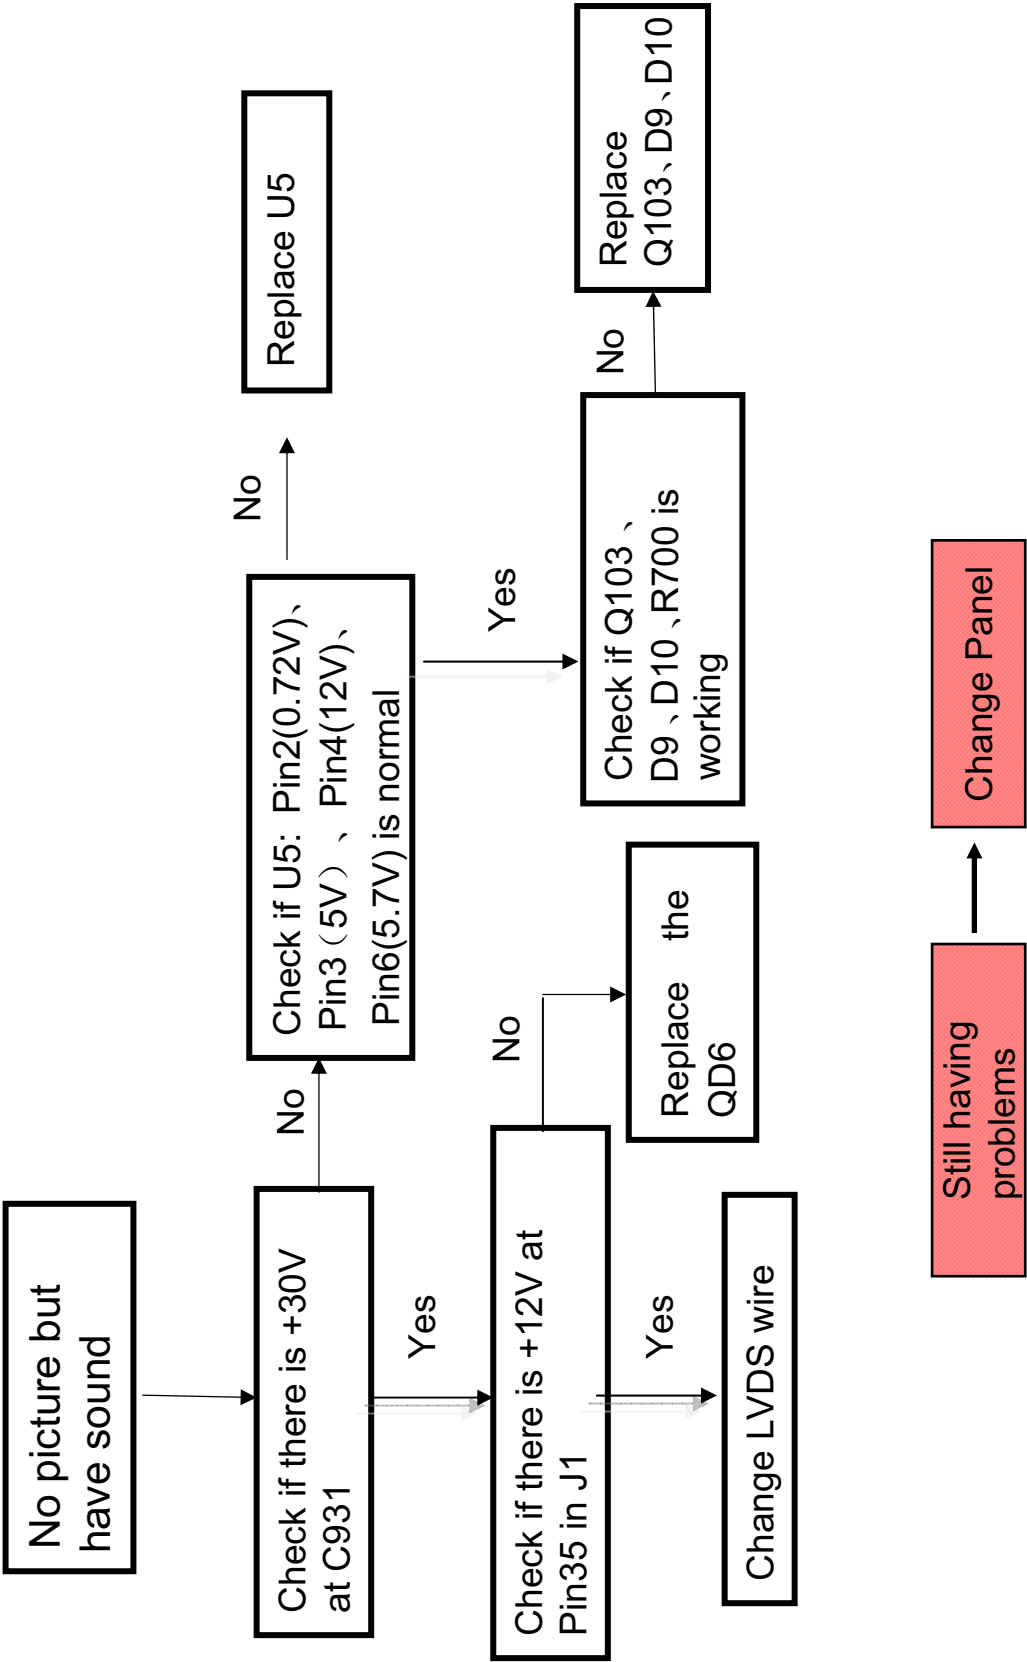 No picture but
have sound
Check if there is +30V
at C931
No
Check if U5: Pin2(0.72V)、
Pin3（5V）、 Pin4(12V)、
Pin6(5.7V) is normal
No
Replace U5
Yes
Yes
Check if Q103 、
D9 、D10 、R700 is
working
No
Replace
Q103、D9、D10
Check if there is +12V at
Pin35 in J1
No
Replace the
QD6
Yes
Change LVDS wire
Still having
problems
Change Panel